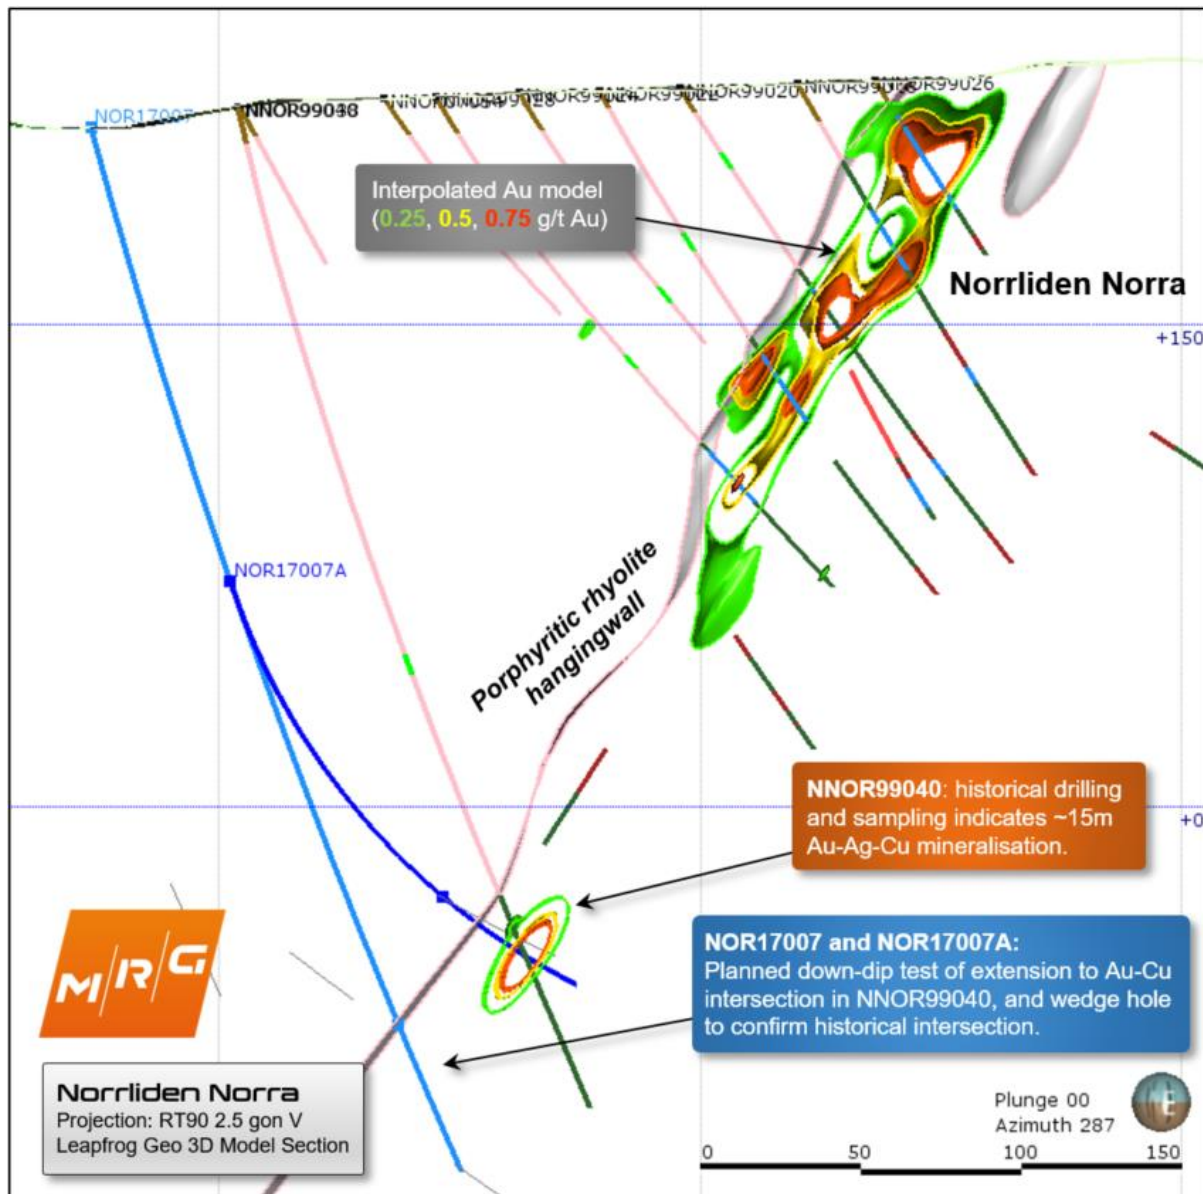 NOR17007
NNOR99026
Interpolated Au model
(0.25, 0.5, 0.75 g/t Au)
Norrliden Norra
+150
NOR17007A
Porphyritic rhyolite
hangingwall
NNOR99040: historical drilling
and sampling indicates ~15m
Au-Ag-Cu mineralisation.
+0
NOR17007 and NOR17007A:
Planned down-dip test of extension to Au-Cu
intersection in NNOR99040, and wedge hole
to confirm historical intersection.
M/R/G
Norrliden Norra
Projection: RT90 2.5 gon V
Leapfrog Geo 3D Model Section
Plunge 00
Azimuth 287
E
0 50 100 150